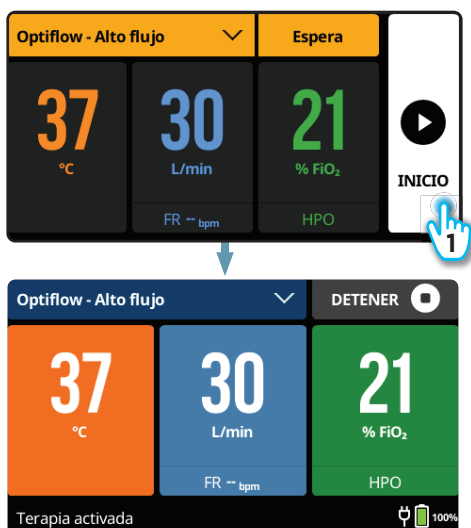 Optiflow - Alto flujo Espera
37 30 21
°C L/min % FiO₂
INICIO
FR -- bpm HPO
1
Optiflow - Alto flujo DETENER
37 30 21
°C L/min % FiO₂
FR -- bpm HPO
Terapia activada 100%